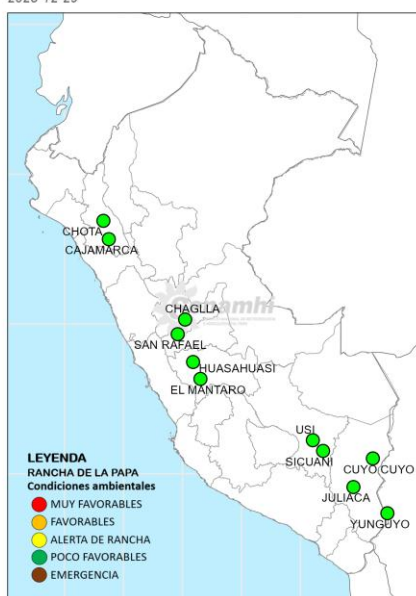 CHOTA
CAJAMARCA
CHAGLLA
SAN RAFAEL
HUASAHUASI
EL MANTARO
USI
SICUANI
CUYO CUYO
JULIACA
YUNGUYO
LEYENDA
RANCHA DE LA PAPA
Condiciones ambientales
MUY FAVORABLES
FAVORABLES
ALERTA DE RANCHA
POCO FAVORABLES
EMERGENCIA